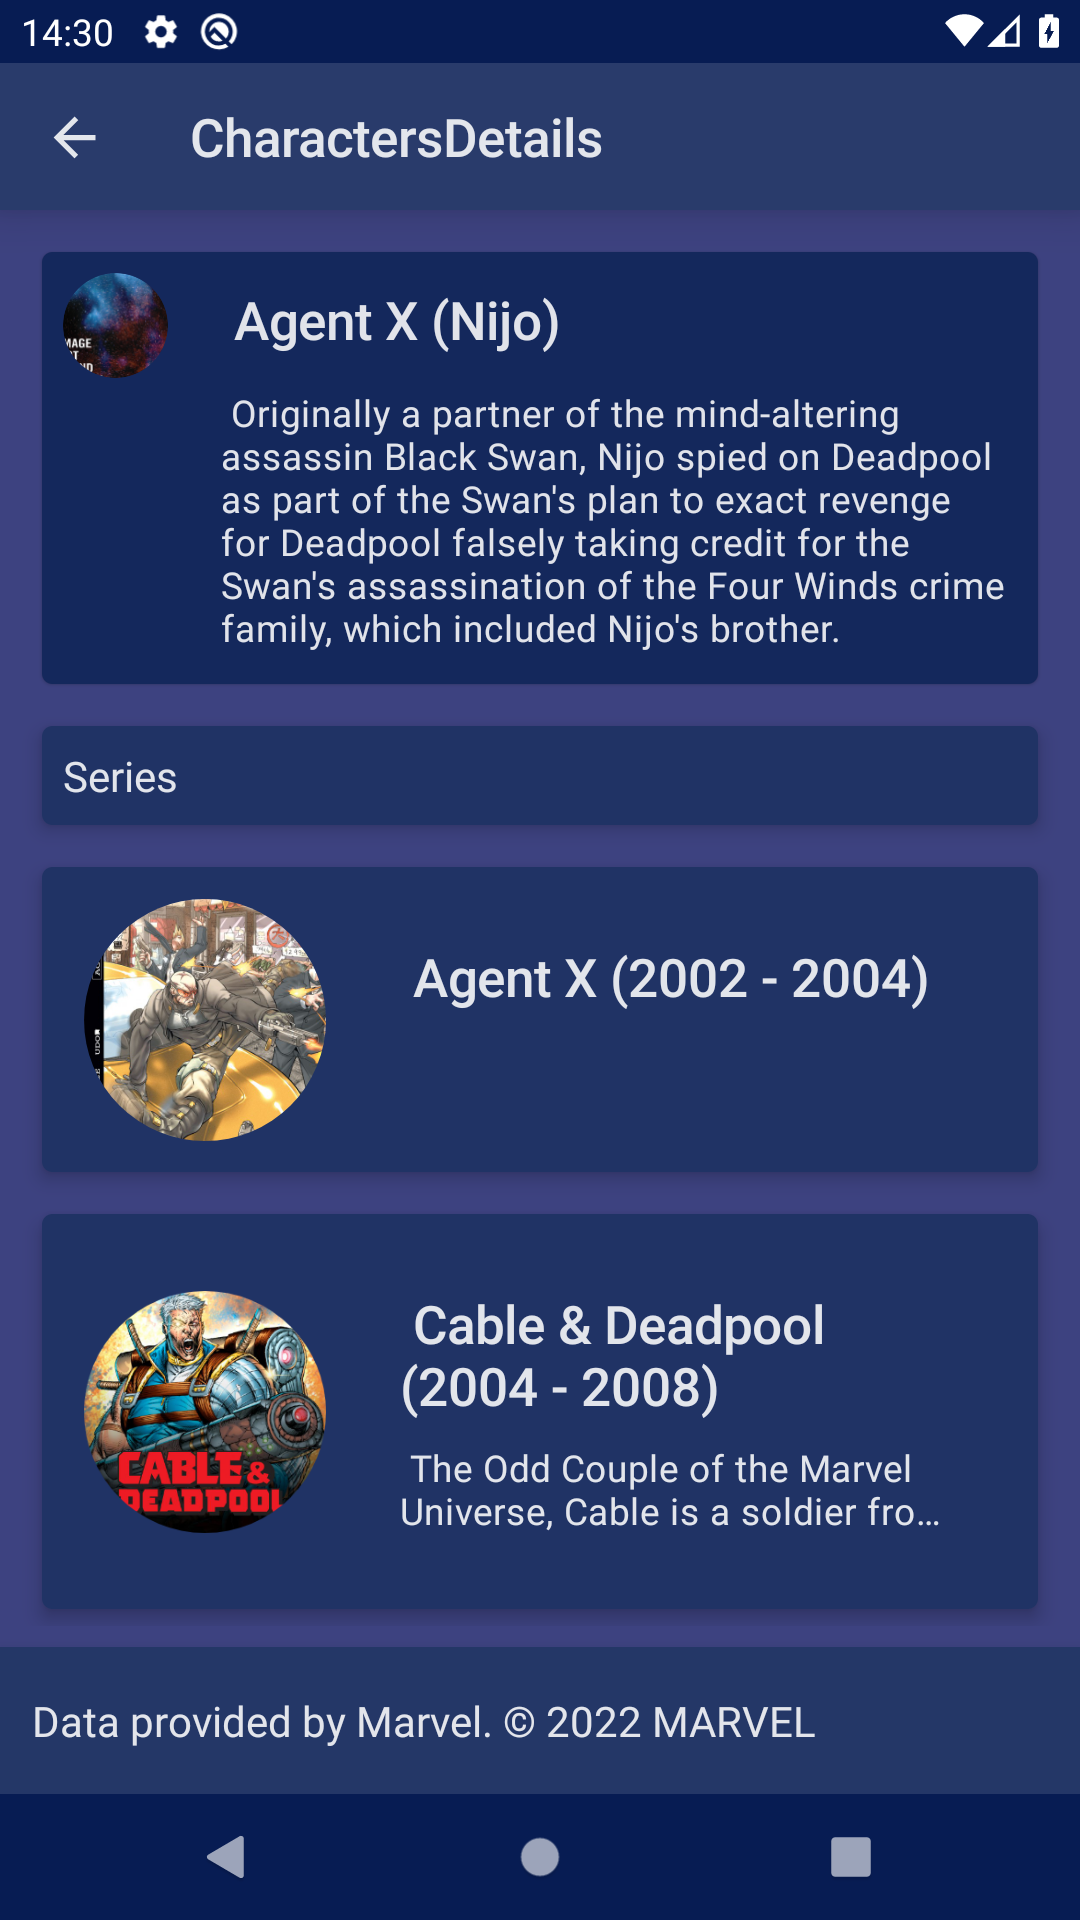 14:30
CharactersDetails
MAGE
Agent X (Nijo)
Originally a partner of the mind-altering
assassin Black Swan, Nijo spied on Deadpool
as part of the Swan's plan to exact revenge
for Deadpool falsely taking credit for the
Swan's assassination of the Four Winds crime
family, which included Nijo's brother.
Series
Agent X (2002 - 2004)
Cable & Deadpool
(2004 - 2008)
CABLE &
DEADPOOL
The Odd Couple of the Marvel
Universe, Cable is a soldier fro…
Data provided by Marvel. © 2022 MARVEL